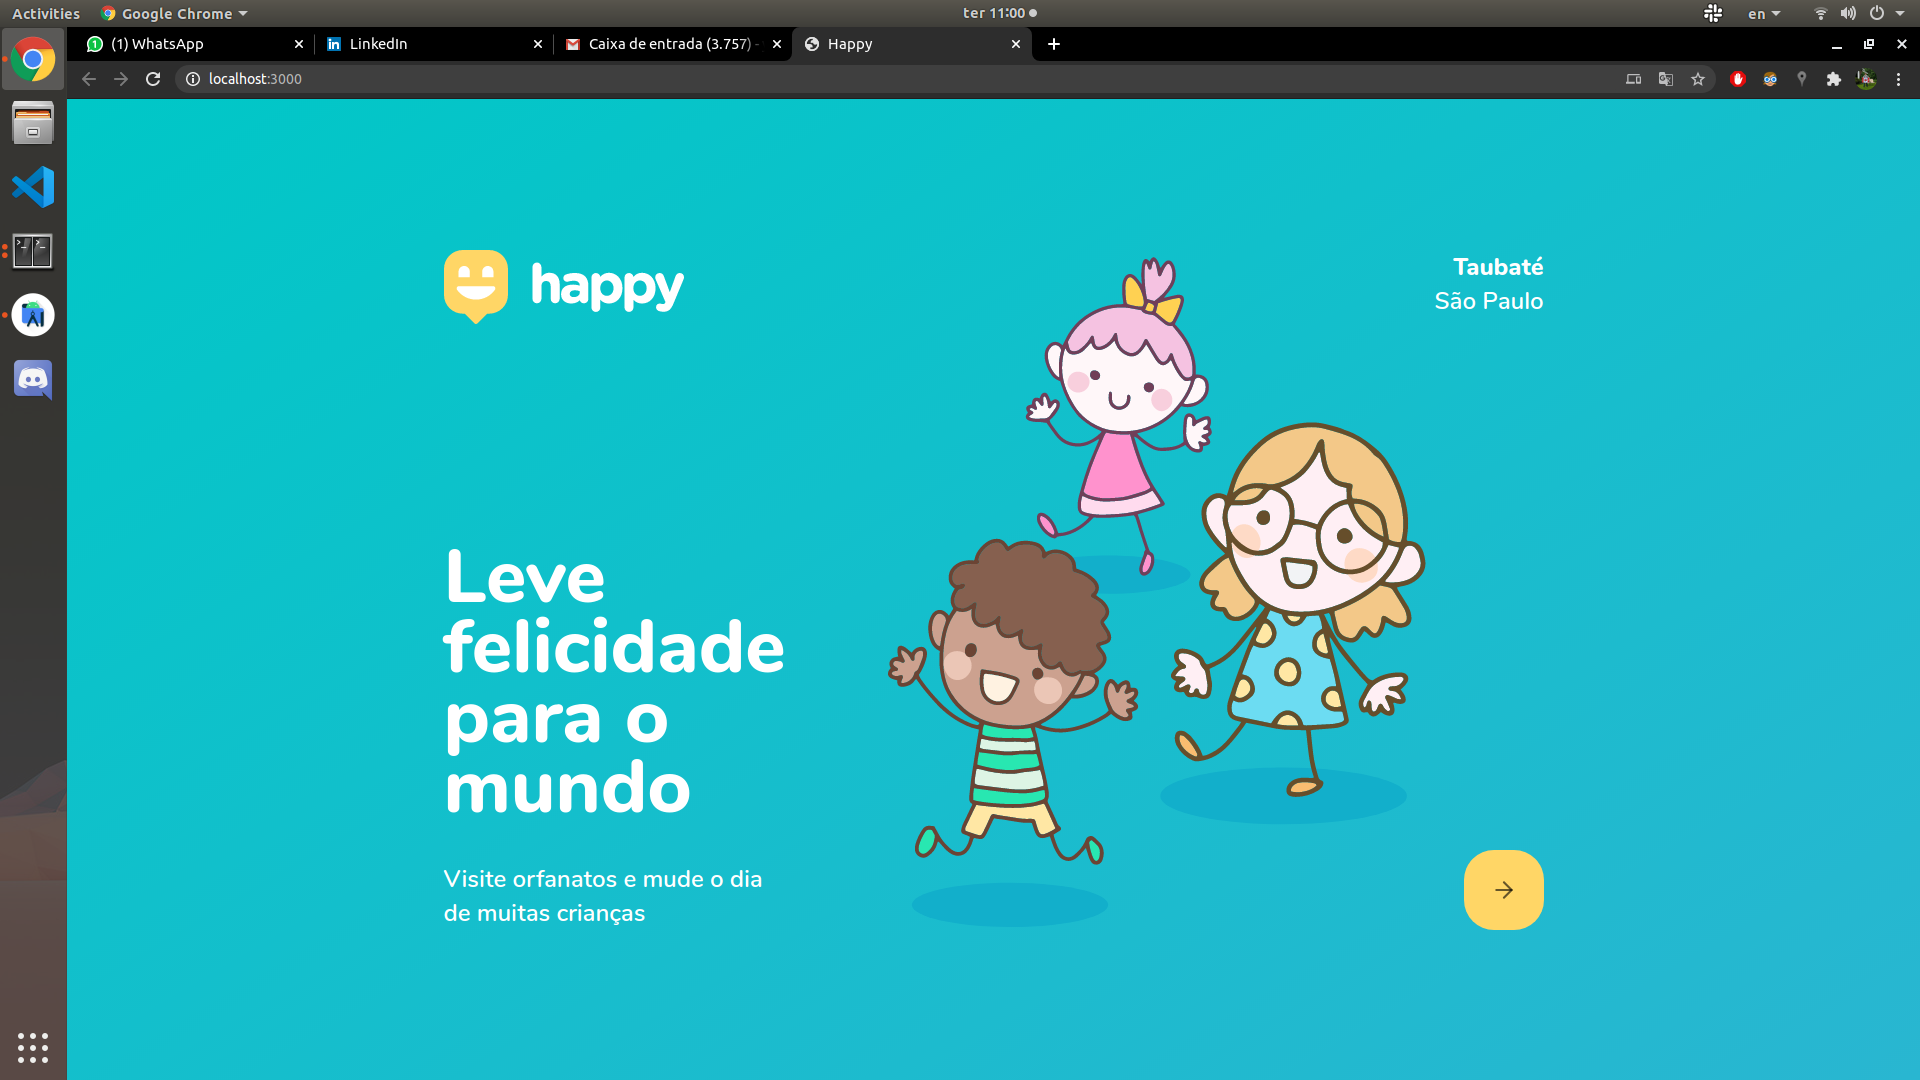 Activities
Google Chrome
ter 11:00
en
(1) WhatsApp
LinkedIn
Caixa de entrada (3.757) -
Happy
localhost:3000
happy
Taubaté
São Paulo
Leve
felicidade
para o
mundo
Visite orfanatos e mude o dia
de muitas crianças